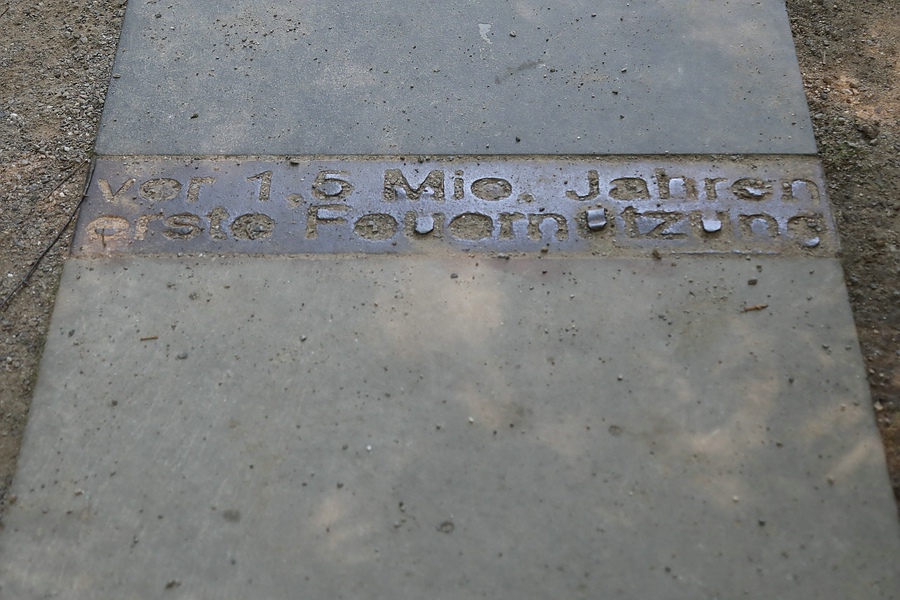 vor 1,5 Mio. Jahren
erste Feuernutzung